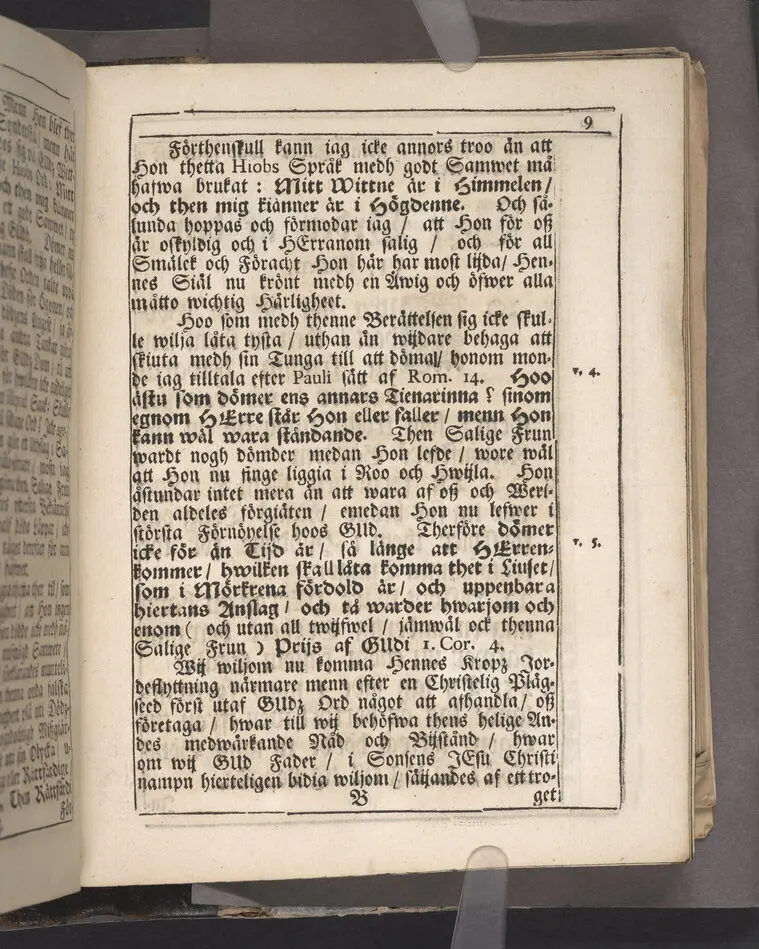 9
Förthenskull kann iag icke annors troo än att
Hon thetta Hiobs Språk medh godt Samwet må
hafwa brukat : Mitt Wittne är i Himmelen/
och then mig kiänner är i Högdenne. Och så-
lunda hoppas och förmodar iag / att Hon för oß
är oskyldig och i HErranom salig / och för all
Smälek och Föracht Hon här har most lijda/ Hen-
nes Siäl nu krönt medh en Äwig och öfwer alla
måtto wichtig Härligheet.
Hoo som medh thenne Berättelsen sig icke skul-
le wilja låta tysta / uthan än wijdare behaga att
skiuta medh sin Tunga till att dömal/ honom mon-
de iag tilltala efter Pauli sätt af Rom. 14. Hoo
v. 4.
ästu som dömer ens annars Tienarinna ? sinom
egnom HErre står Hon eller faller / menn Hon
kann wäl wara ståndande. Then Salige Frun
wardt nogh dömder medan Hon lefde / wore wäl
att Hon nu finge liggia i Roo och Hwijla. Hon
åstundar intet mera än att wara af oß och Werl-
den aldeles förgiäten / emedan Hon nu lefwer i
största Förnöyelse hoos GUd. Therföre dömer
icke för än Tijd är / så länge att HErren
v. 5.
kommer / hwilken skall låta komma thet i Liuset/
som i Mörkrena fördold är / och uppenbara
hiertans Anslag / och tå warder hwarjom och
enom ( och utan all twifwel / jämwäl ock thenna
Salige Frun ) Prijs af GUdi 1. Cor. 4.
Wij wiljom nu komma Hennes Kropz Jor-
deflyttning närmare menn efter en Christelig Pläg-
seed först utaf GUdz Ord något att afhandla / oß
företaga / hwar till wij behöfwa thens helige An-
des medwärkande Nåd och Bijstånd / hwar
om wij GUd Fader / i Sonsens JEsu Christi
nampn hierteligen bidia wiljom / säijandes af ett tro-
B
get